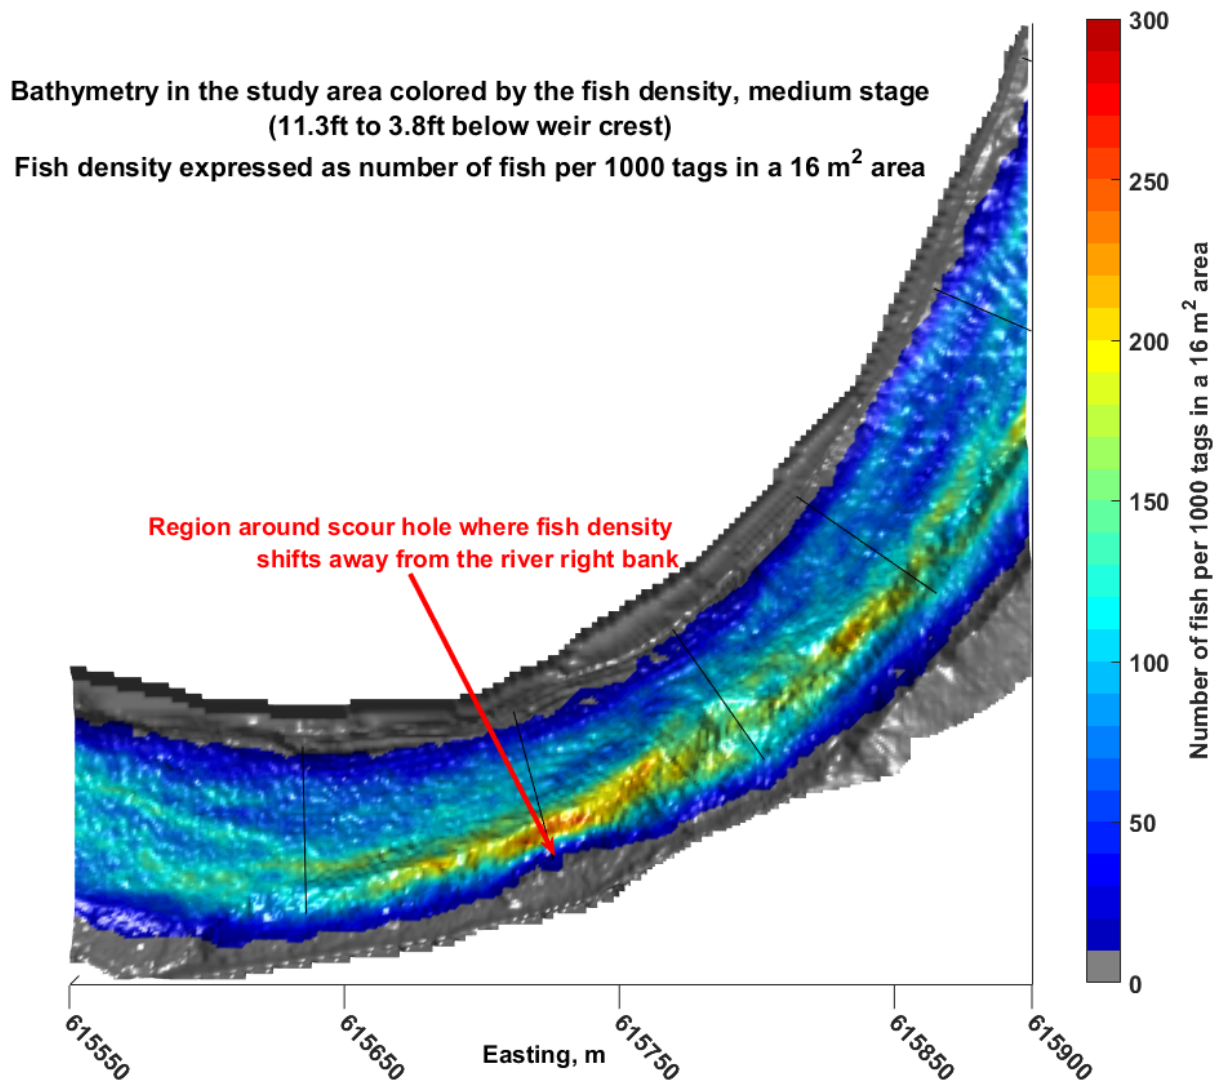 Bathymetry in the study area colored by the fish density, medium stage
(11.3ft to 3.8ft below weir crest)
Fish density expressed as number of fish per 1000 tags in a 16 m² area
Region around scour hole where fish density
shifts away from the river right bank
300
250
200
150
100
50
0
Number of fish per 1000 tags in a 16 m² area
615550
615650
615750
615850
615900
Easting, m